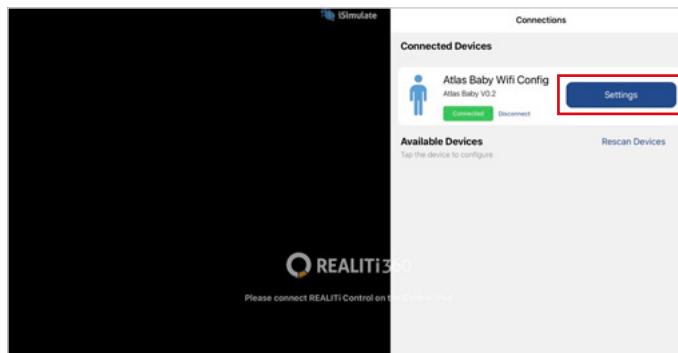 iSimulate
Connections
Connected Devices
Atlas Baby Wifi Config
Atlas Baby V0.2
Settings
Connected Disconnect
Available Devices
Rescan Devices
Tap the device to configure
REALITi360
Please connect REALITi Control on